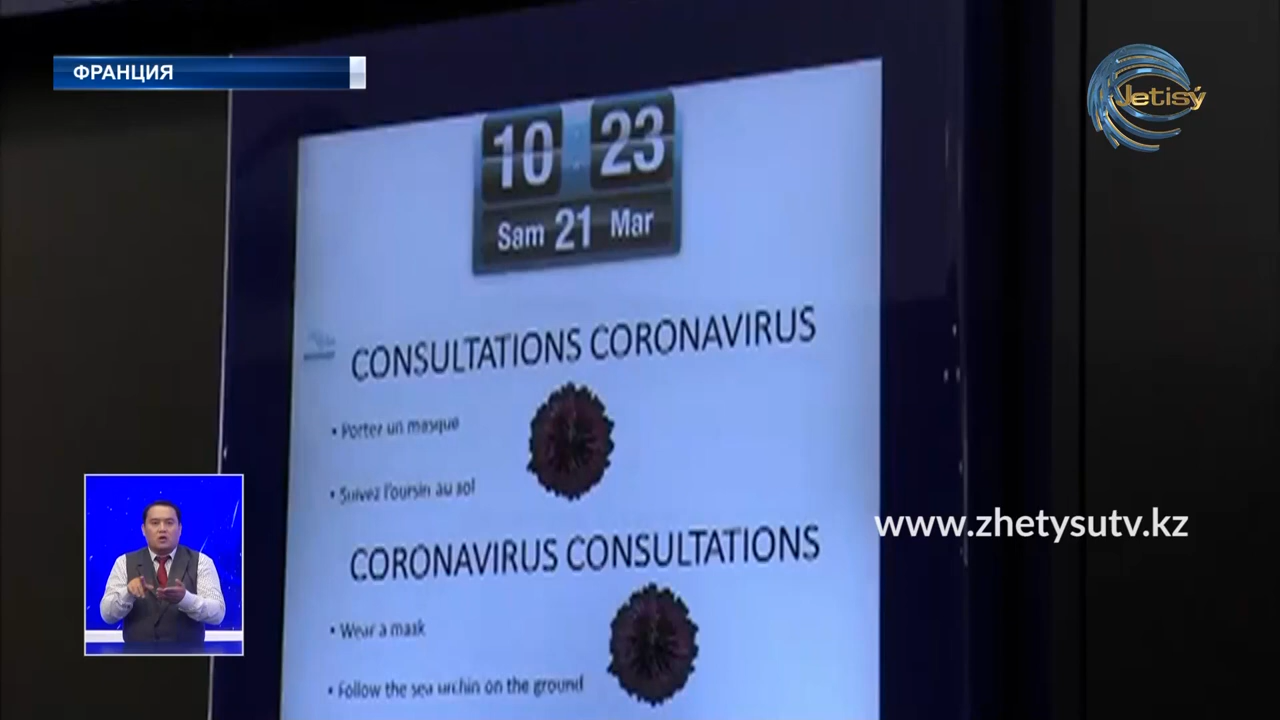 ФРАНЦИЯ
Jetisý
10:23
Sam 21 Mar
CONSULTATIONS CORONAVIRUS
• Porter un masque
• Suivez l'oursin au sol
CORONAVIRUS CONSULTATIONS
• Wear a mask
• Follow the sea urchin on the ground
www.zhetysutv.kz